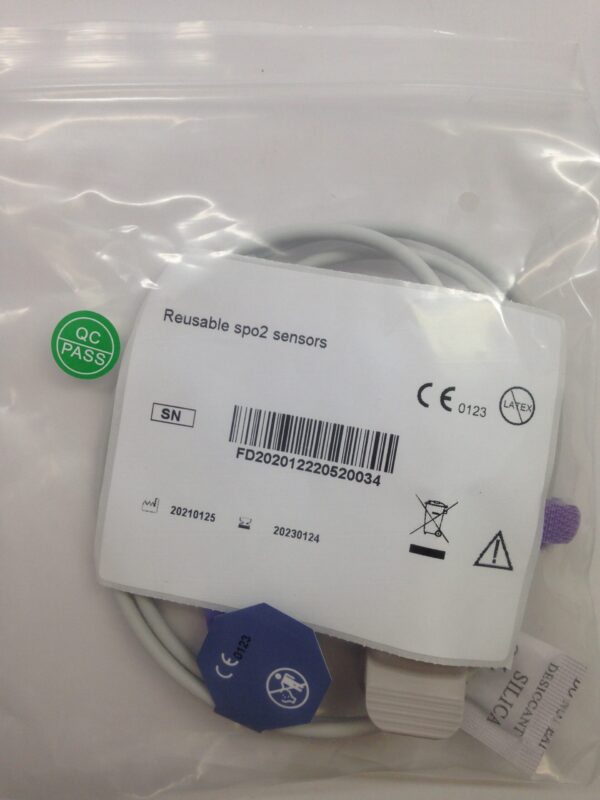 Reusable spo2 sensors
QC
PASS
CE 0123
LATEX
SN
FD202012220520034
20210125
20230124
CE 0123
DESICCANT
SILICA